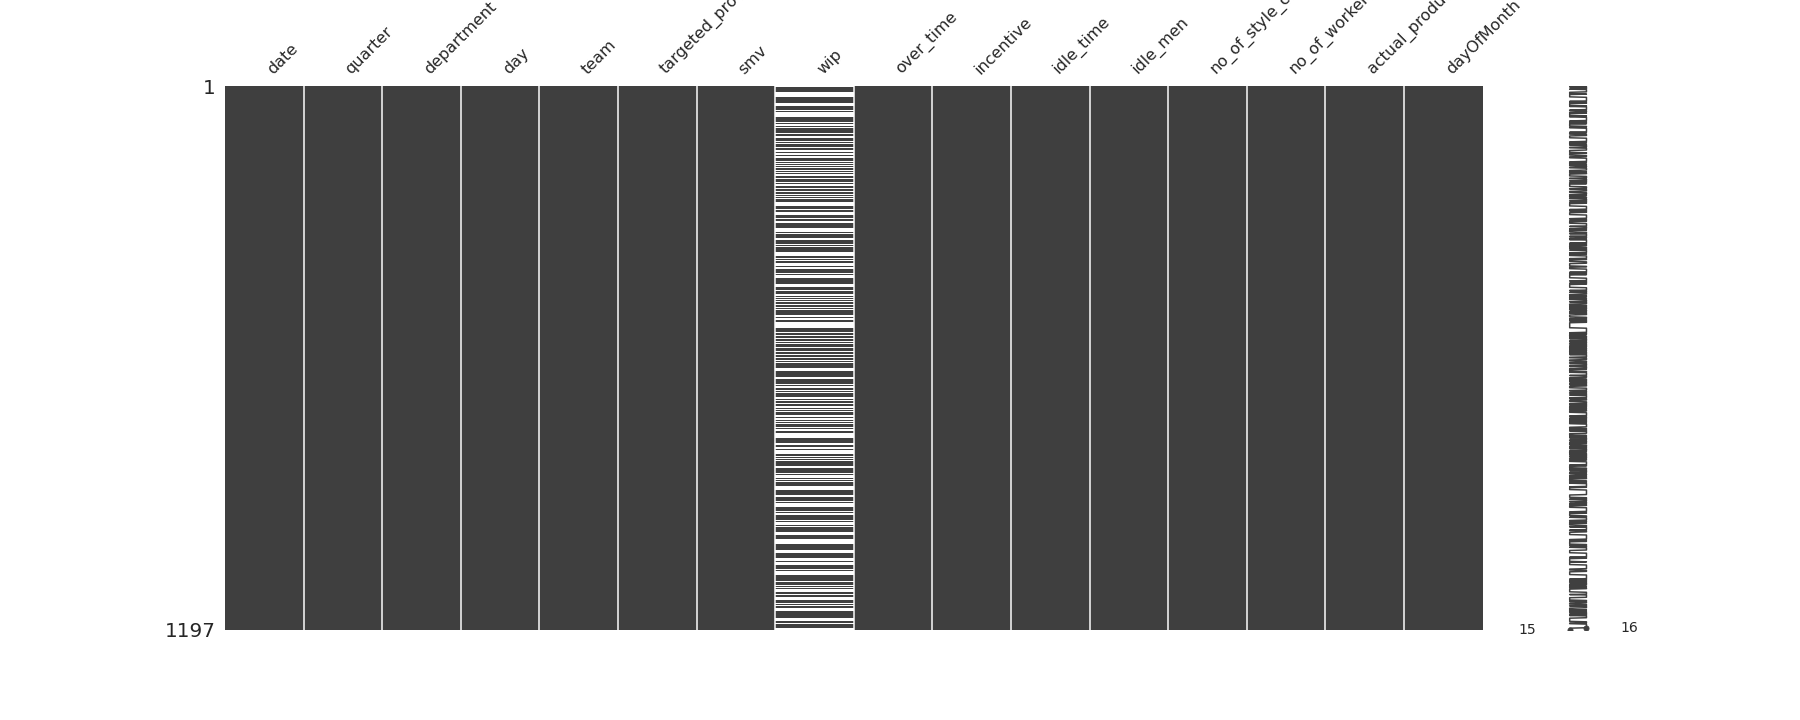 date
quarter
department
day
team
targeted_pro
smv
wip
over_time
incentive
idle_time
idle_men
no_of_style_c
no_of_worker
actual_produ
dayOfMonth
1
1197
15
16